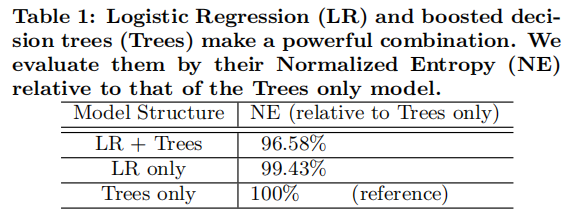 Table 1: Logistic Regression (LR) and boosted deci-
sion trees (Trees) make a powerful combination. We
evaluate them by their Normalized Entropy (NE)
relative to that of the Trees only model.
Model Structure NE (relative to Trees only)
LR + Trees 96.58%
LR only 99.43%
Trees only 100% (reference)